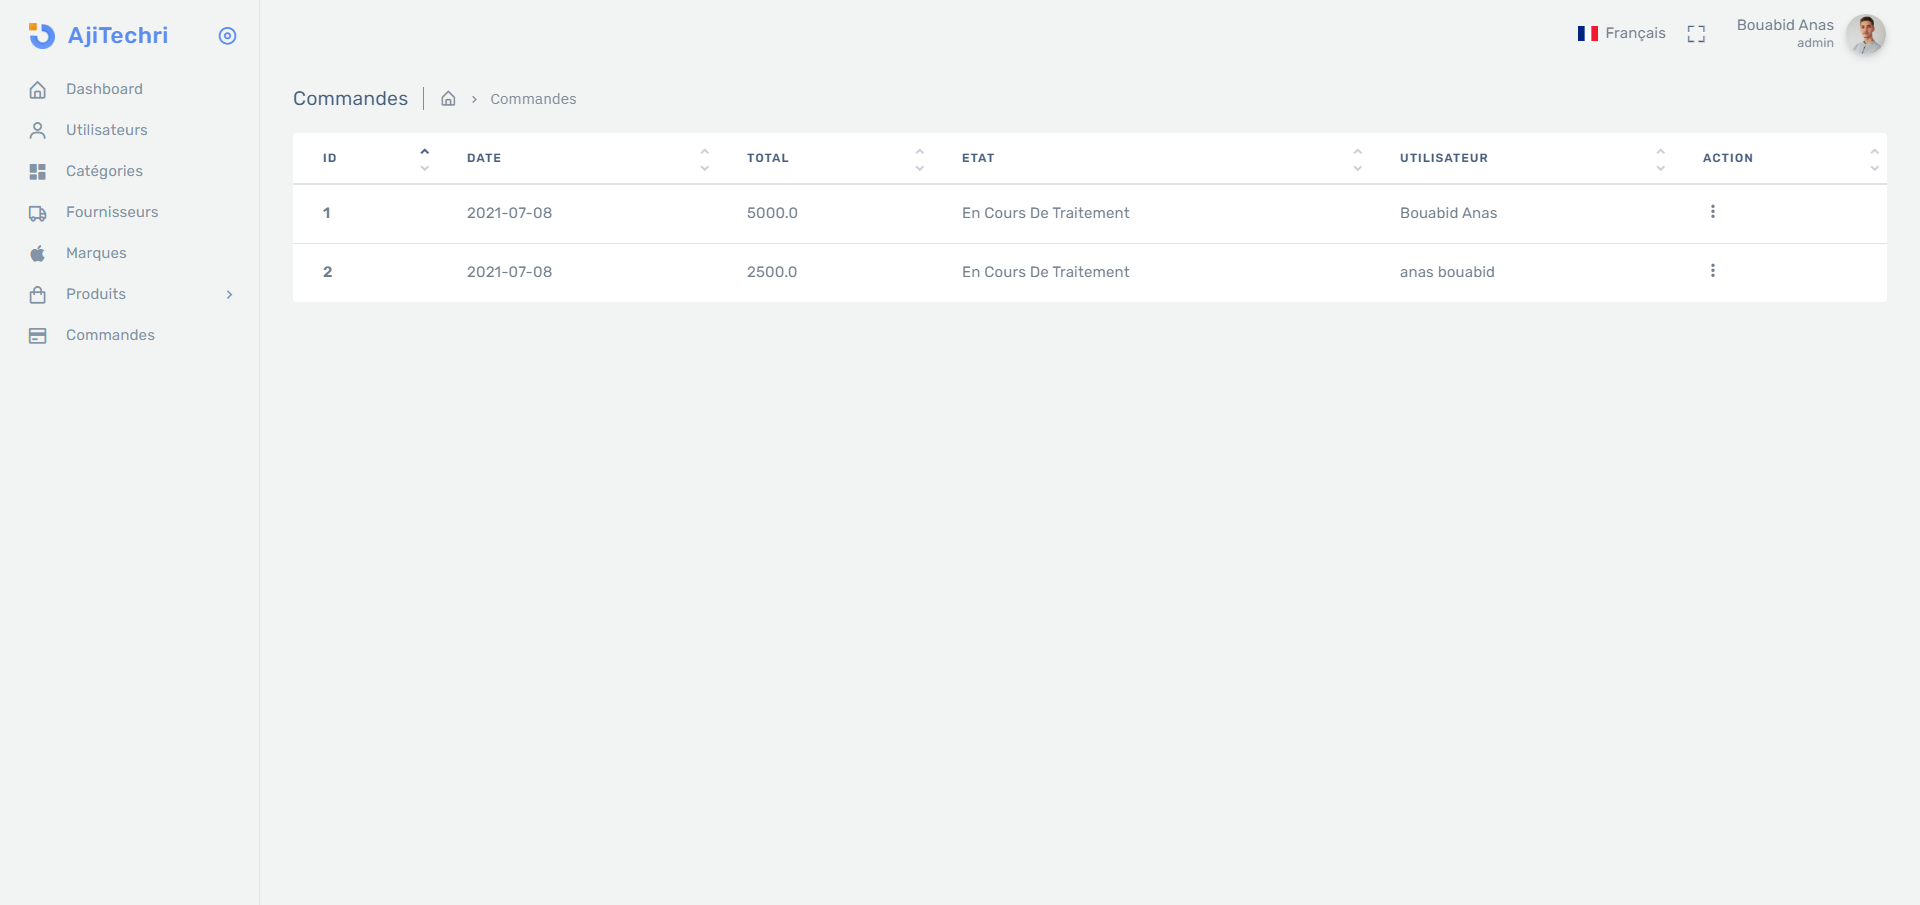 AjiTechri
Dashboard
Utilisateurs
Catégories
Fournisseurs
Marques
Produits
Commandes
Français
Bouabid Anas
admin
Commandes
Commandes
ID DATE TOTAL ETAT UTILISATEUR ACTION
1 2021-07-08 5000.0 En Cours De Traitement Bouabid Anas
2 2021-07-08 2500.0 En Cours De Traitement anas bouabid